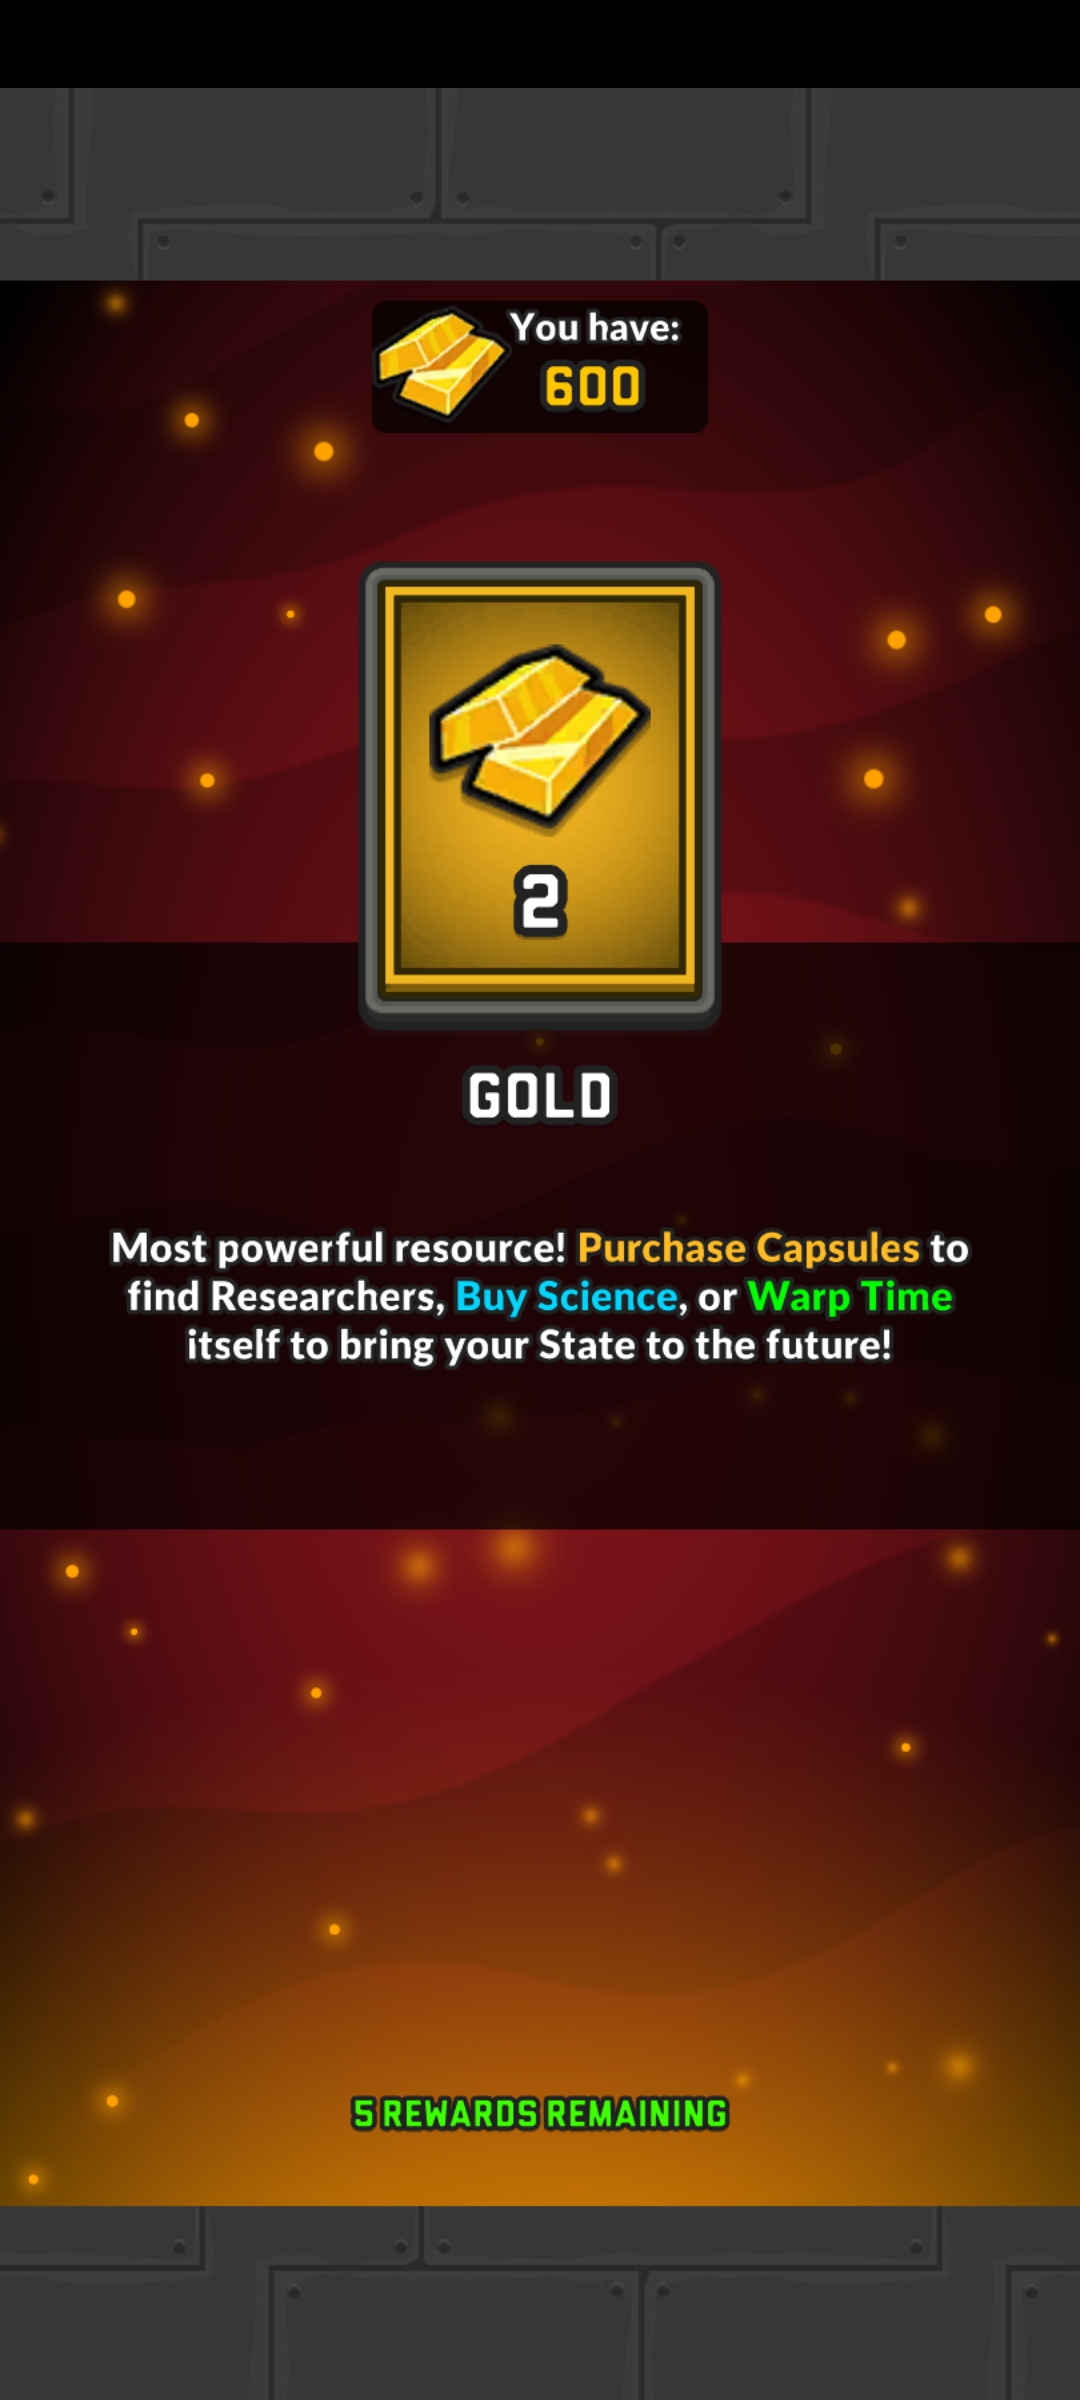 You have:
600
2
GOLD
Most powerful resource! Purchase Capsules to
find Researchers, Buy Science, or Warp Time
itself to bring your State to the future!
5 REWARDS REMAINING